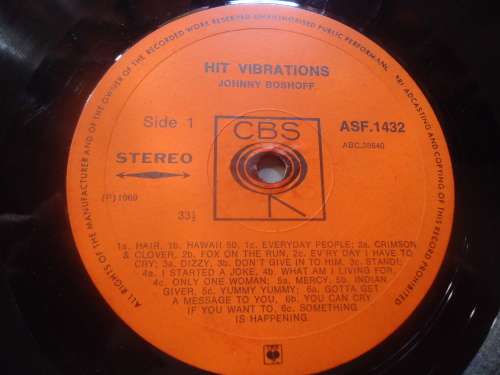 ALL RIGHTS OF THE MANUFACTURER AND OF THE OWNER OF THE RECORDED WORK RESERVED UNAUTHORISED PUBLIC PERFORMANCE BROADCASTING AND COPYING OF THIS RECORD PROHIBITED
HIT VIBRATIONS
JOHNNY BOSHOFF
Side 1
CBS
ASF.1432
STEREO
(P)1969
33⅓
1a. HAIR, 1b. HAWAII 50, 1c. EVERYDAY PEOPLE; 2a. CRIMSON
& CLOVER, 2b. FOX ON THE RUN, 2c. EV'RY DAY I HAVE TO
CRY; 3a. DIZZY, 3b. DON'T GIVE IN TO HIM, 3c. STAND!;
4a. I STARTED A JOKE, 4b. WHAT AM I LIVING FOR,
4c. ONLY ONE WOMAN; 5a. MERCY, 5b. INDIAN
GIVER, 5c. YUMMY YUMMY; 6a. GOTTA GET
A MESSAGE TO YOU, 6b. YOU CAN CRY
IF YOU WANT TO, 6c. SOMETHING
IS HAPPENING.